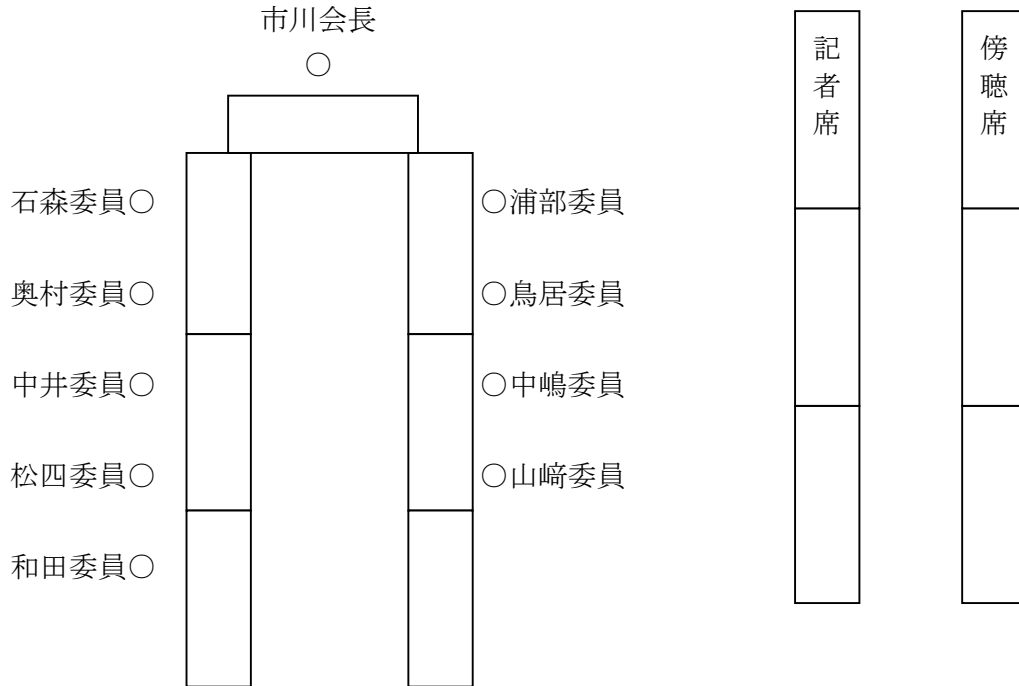 市川会長
○
石森委員○
○浦部委員
奥村委員○
○鳥居委員
中井委員○
○中嶋委員
松四委員○
○山﨑委員
和田委員○
記者席
傍聴席